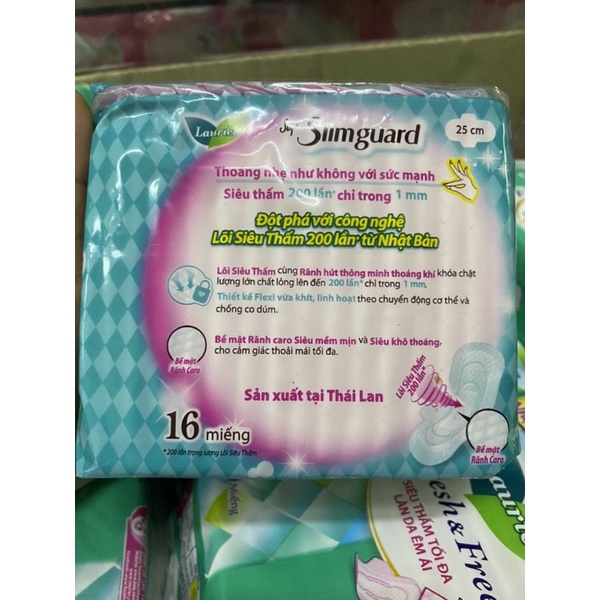 Laurier
Super Slimguard
25 cm
Thoang nhẹ như không với sức mạnh
Siêu thấm 200 lần* chỉ trong 1 mm
Đột phá với công nghệ
Lõi Siêu Thấm 200 lần* từ Nhật Bản
Lõi Siêu Thấm cùng Rãnh hút thông minh thoáng khí khóa chặt
lượng lớn chất lỏng lên đến 200 lần* chỉ trong 1 mm.
Thiết kế Flexi vừa khít, linh hoạt theo chuyển động cơ thể và
chống co dúm.
Bề mặt Rãnh caro Siêu mềm mịn và Siêu khô thoáng,
cho cảm giác thoải mái tối đa.
Bề mặt
Rãnh Caro
Lõi Siêu Thấm
200 lần*
Sản xuất tại Thái Lan
16 miếng
*200 lần trọng lượng Lõi Siêu Thấm
Bề mặt
Rãnh Caro
Miếng
Laurier
Fresh & Free
SIÊU THẤM TỐI ĐA
LÀN DA ÊM ÁI